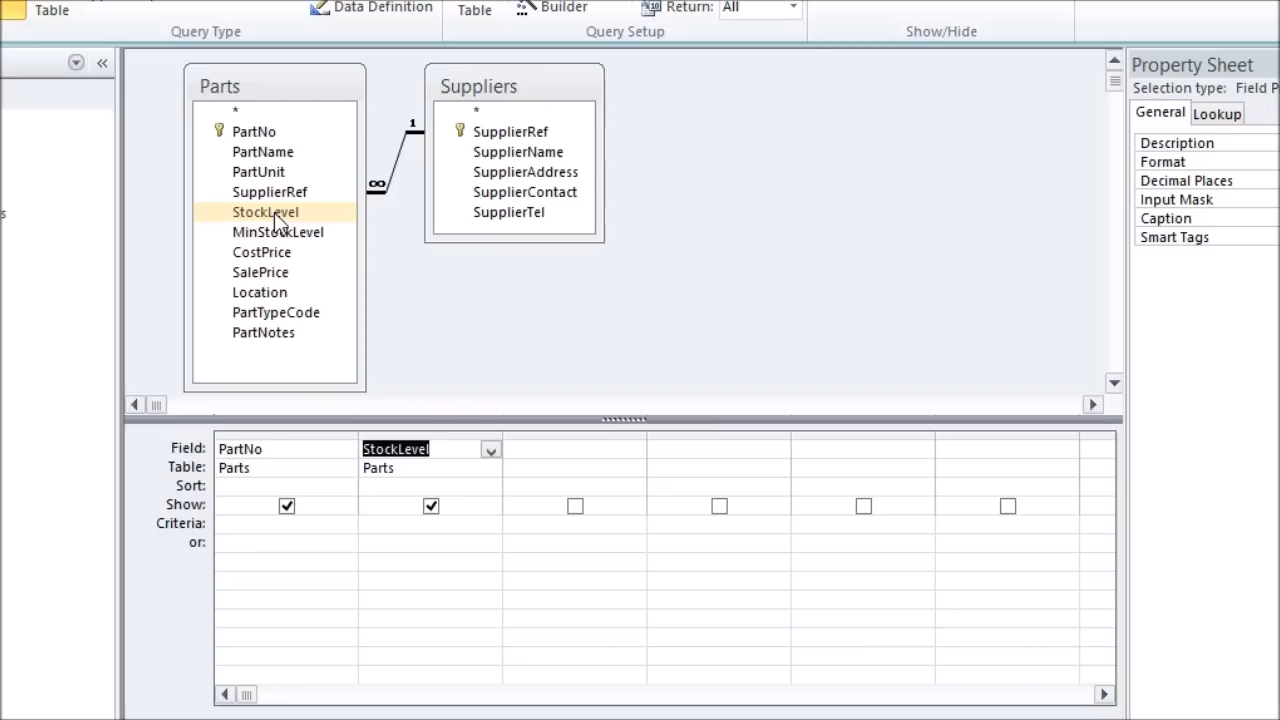 Table
Data Definition
Table
Builder
Return: All
Query Type
Query Setup
Show/Hide
Parts
*
PartNo
PartName
PartUnit
SupplierRef
StockLevel
MinStockLevel
CostPrice
SalePrice
Location
PartTypeCode
PartNotes
∞
1
Suppliers
*
SupplierRef
SupplierName
SupplierAddress
SupplierContact
SupplierTel
Property Sheet
Selection type: Field P
General Lookup
Description
Format
Decimal Places
Input Mask
Caption
Smart Tags
s
Field: PartNo StockLevel
Table: Parts Parts
Sort:
Show:
Criteria:
or: